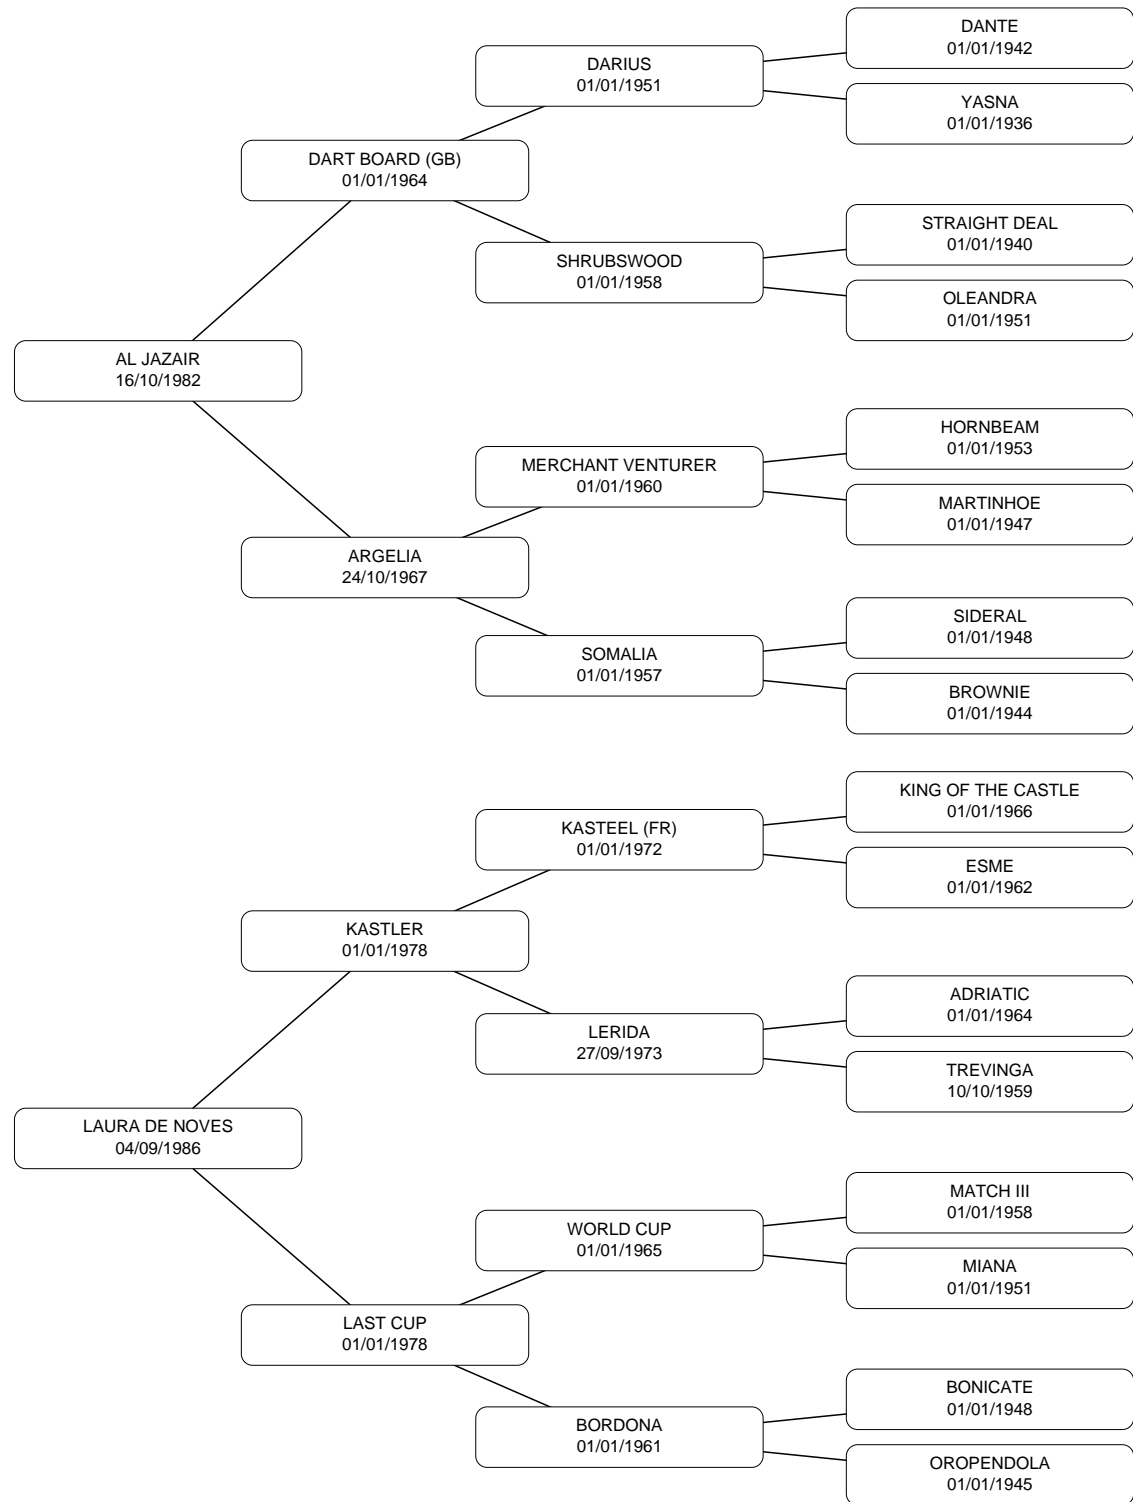 DANTE
01/01/1942
DARIUS
01/01/1951
YASNA
01/01/1936
DART BOARD (GB)
01/01/1964
STRAIGHT DEAL
01/01/1940
SHRUBSWOOD
01/01/1958
OLEANDRA
01/01/1951
AL JAZAIR
16/10/1982
HORNBEAM
01/01/1953
MERCHANT VENTURER
01/01/1960
MARTINHOE
01/01/1947
ARGELIA
24/10/1967
SIDERAL
01/01/1948
SOMALIA
01/01/1957
BROWNIE
01/01/1944
KING OF THE CASTLE
01/01/1966
KASTEEL (FR)
01/01/1972
ESME
01/01/1962
KASTLER
01/01/1978
ADRIATIC
01/01/1964
LERIDA
27/09/1973
TREVINGA
10/10/1959
LAURA DE NOVES
04/09/1986
MATCH III
01/01/1958
WORLD CUP
01/01/1965
MIANA
01/01/1951
LAST CUP
01/01/1978
BONICATE
01/01/1948
BORDONA
01/01/1961
OROPENDOLA
01/01/1945